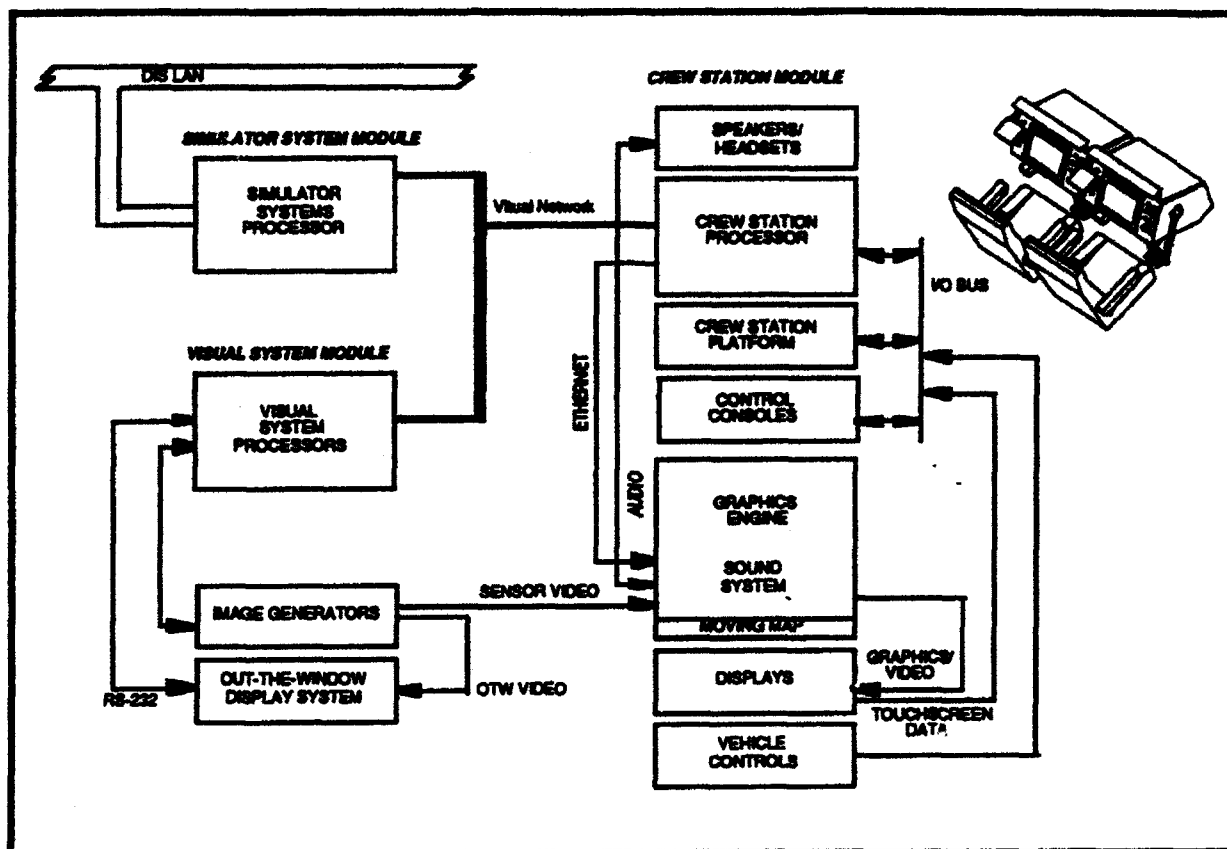 DIS LAN
SIMULATOR SYSTEM MODULE
SIMULATOR
SYSTEMS
PROCESSOR
VISUAL SYSTEM MODULE
VISUAL
SYSTEM
PROCESSORS
IMAGE GENERATORS
OUT-THE-WINDOW
DISPLAY SYSTEM
RS-232
OTW VIDEO
SENSOR VIDEO
Virtual Network
ETHERNET
AUDIO
CREW STATION MODULE
SPEAKERS/
HEADSETS
CREW STATION
PROCESSOR
CREW STATION
PLATFORM
CONTROL
CONSOLES
GRAPHICS
ENGINE
SOUND
SYSTEM
MOVING MAP
DISPLAYS
VEHICLE
CONTROLS
I/O BUS
GRAPHICS/
VIDEO
TOUCHSCREEN
DATA